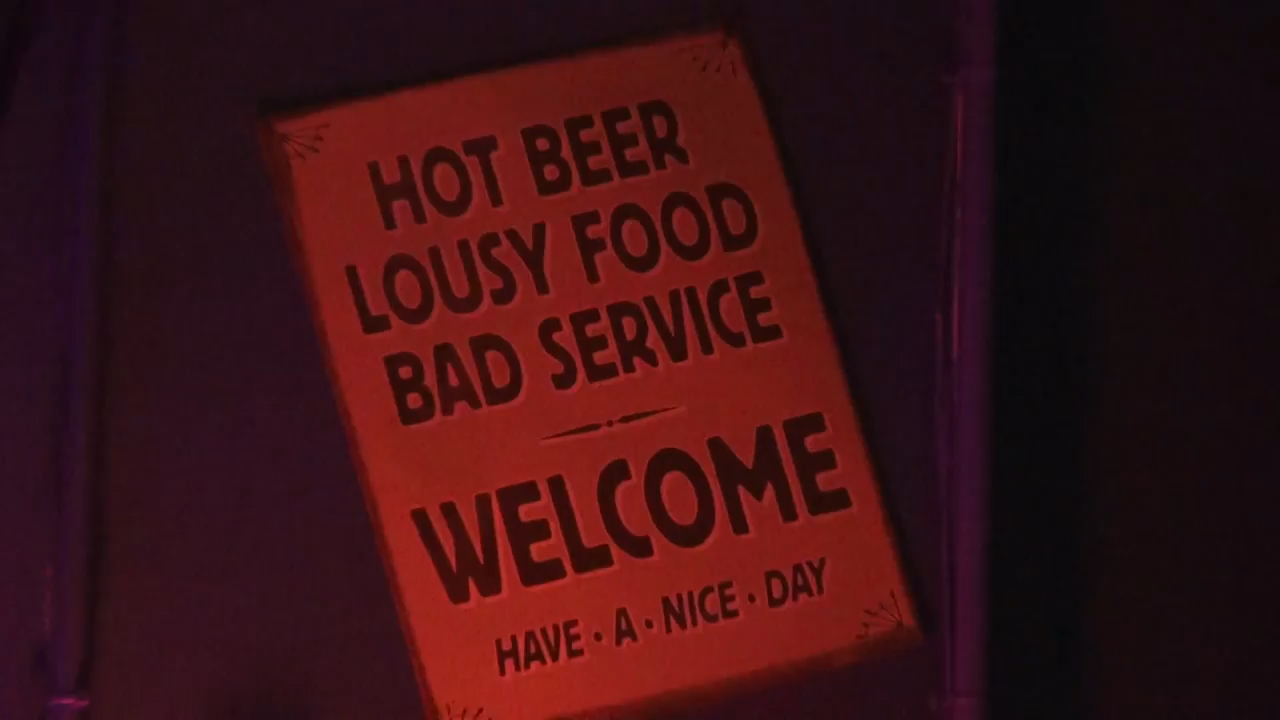 HOT BEER
LOUSY FOOD
BAD SERVICE
WELCOME
HAVE • A • NICE • DAY